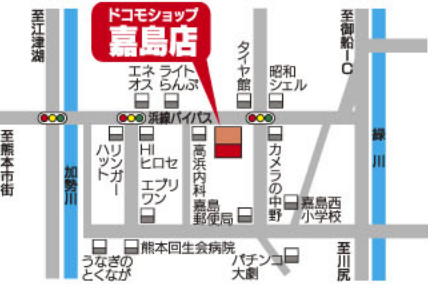 ドコモショップ
嘉島店
至江津湖
至御船IC
エネオス
ライトらんぷ
タイヤ館
昭和シェル
浜線バイパス
至熊本市街
加勢川
リンガーハット
HIヒロセ
エブリワン
高浜内科
嘉島郵便局
カメラの中野
嘉島西小学校
緑川
うなぎのとくなが
熊本回生会病院
パチンコ大劇
至川尻